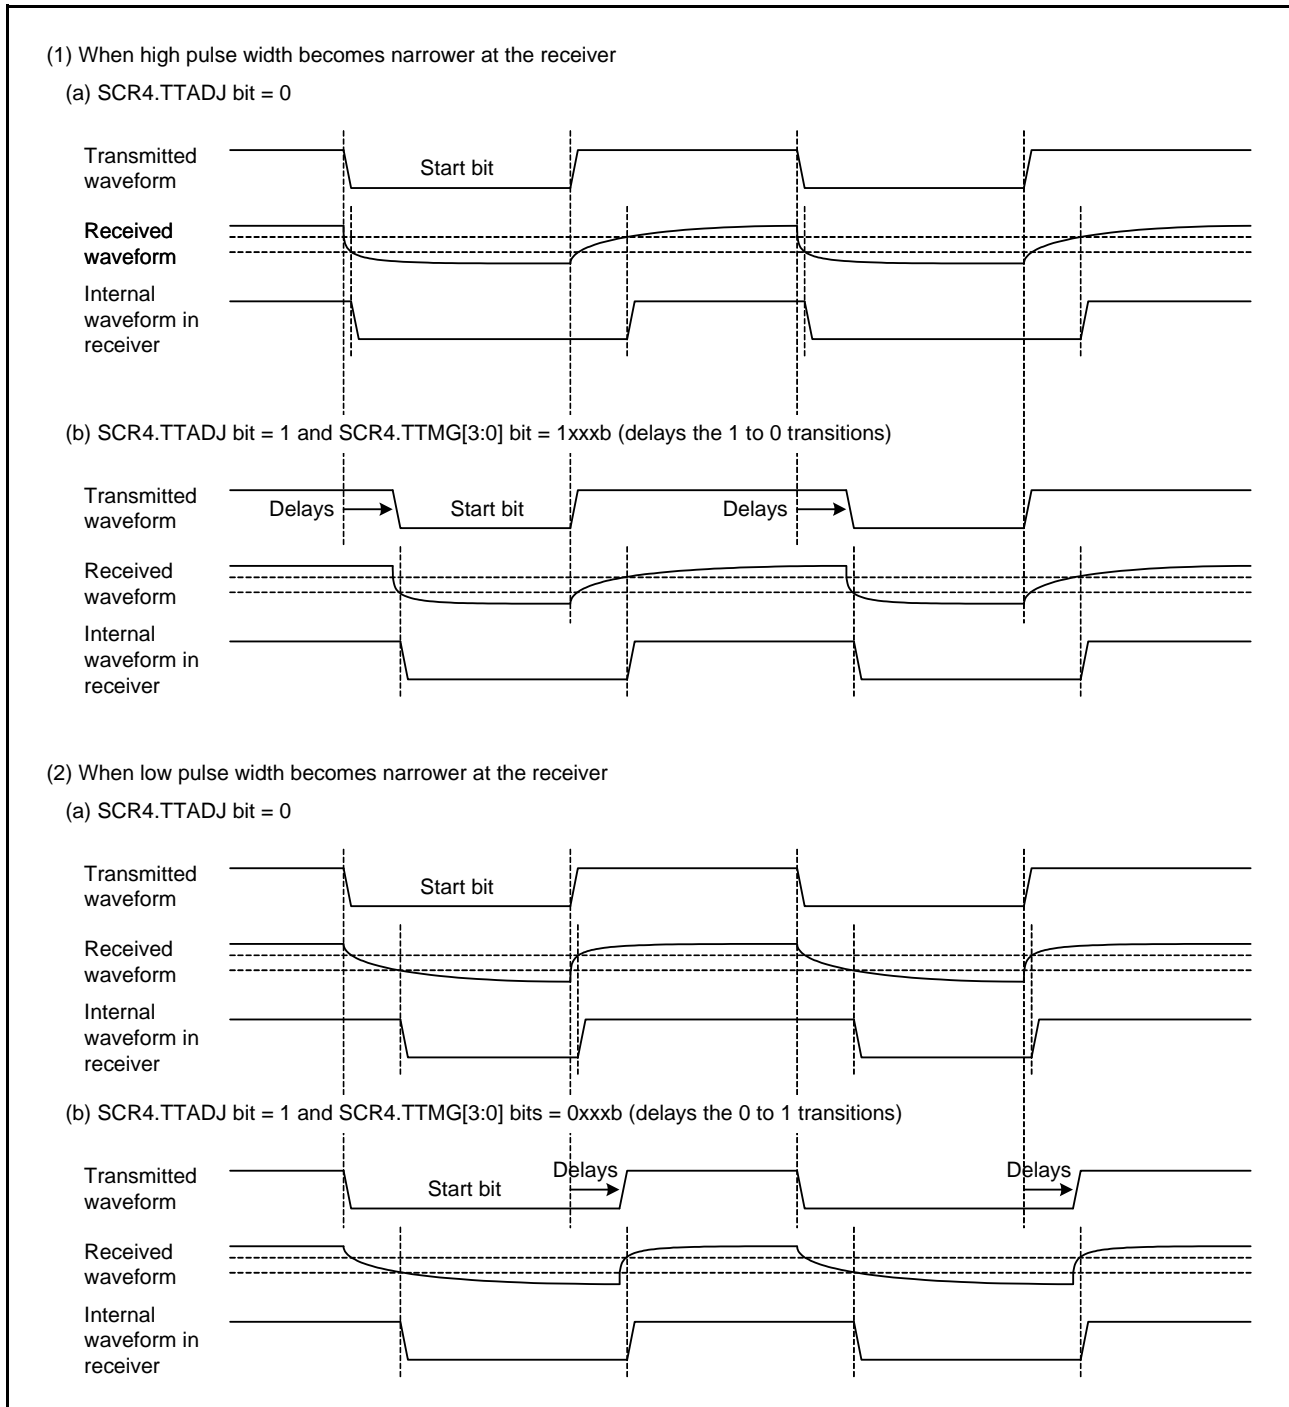 (1) When high pulse width becomes narrower at the receiver
(a) SCR4.TTADJ bit = 0
Transmitted
waveform
Start bit
Received
waveform
Internal
waveform in
receiver
(b) SCR4.TTADJ bit = 1 and SCR4.TTMG[3:0] bit = 1xxxb (delays the 1 to 0 transitions)
Transmitted
waveform
Delays
Start bit
Delays
Received
waveform
Internal
waveform in
receiver
(2) When low pulse width becomes narrower at the receiver
(a) SCR4.TTADJ bit = 0
Transmitted
waveform
Start bit
Received
waveform
Internal
waveform in
receiver
(b) SCR4.TTADJ bit = 1 and SCR4.TTMG[3:0] bits = 0xxxb (delays the 0 to 1 transitions)
Transmitted
waveform
Start bit
Delays
Delays
Received
waveform
Internal
waveform in
receiver